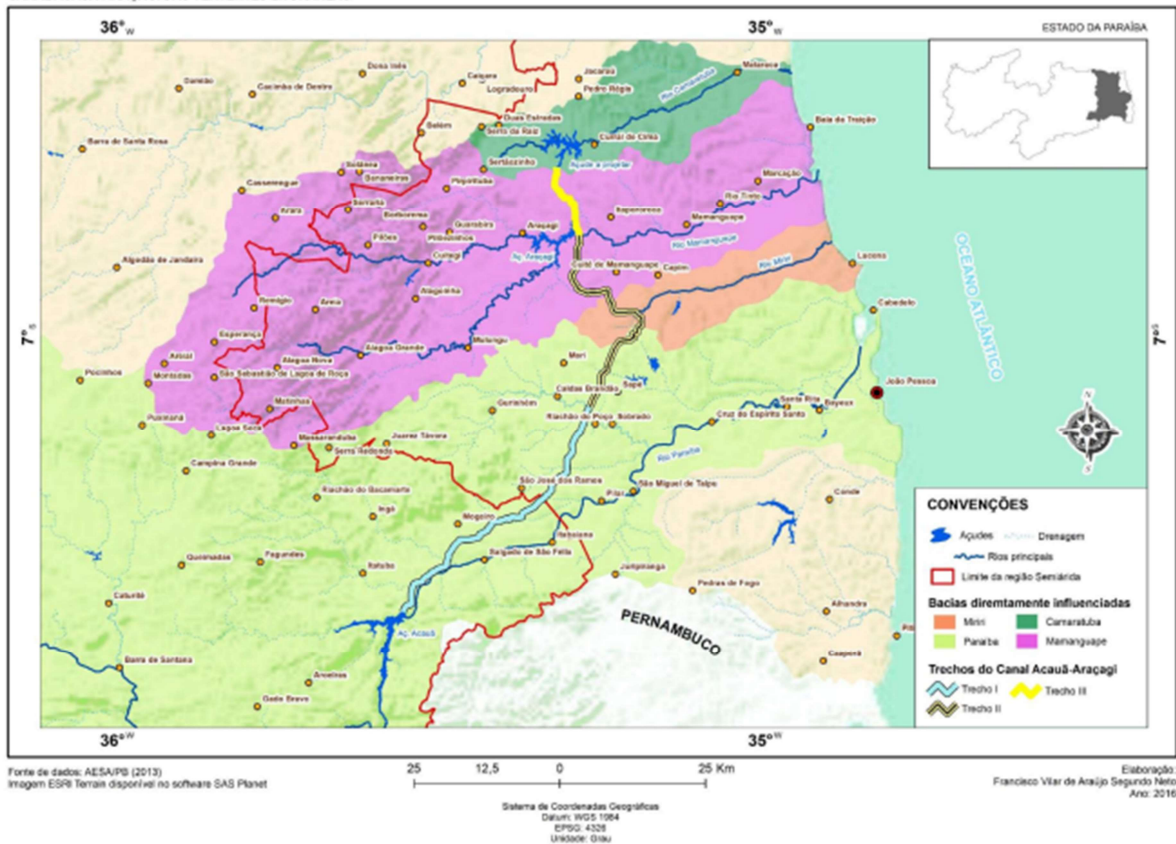 36° W
35° W
ESTADO DA PARAÍBA
Dona Inês
Damião
Cacimba de Dentro
Caiçara
Logradouro
Jacaraú
Pedro Régis
Mataraca
Rio Camaratuba
Duas Estradas
Serra da Raiz
Belém
Baía da Traição
Barra de Santa Rosa
Cuitel de Cima
Açude a projetar
Sertãozinho
Solânea
Bananeiras
Pirpirituba
Marcação
Casserengue
Rio Tinto
Serraria
Arara
Borborema
Guarabira
Pilõezinhos
Araçagi
Itapororoca
Mamanguape
Rio Mamanguape
Pilões
Cuitegi
Aç. Araçagi
Cuité de Mamanguape
Capim
Rio Miriri
Lucena
Algodão de Jandaíra
Alagoinha
Remígio
Areia
Cabedelo
OCEANO ATLÂNTICO
7° S
7° S
Esperança
Mulungu
Areial
Alagoa Nova
Alagoa Grande
Mari
Pocinhos
Montadas
São Sebastião de Lagoa de Roça
Sapé
Caldas Brandão
João Pessoa
Matinhas
Gurinhém
Santa Rita
Bayeux
Puxinanã
Riachão do Poço
Sobrado
Cruz do Espírito Santo
Lagoa Seca
Massaranduba
Juarez Távora
Serra Redonda
Rio Paraíba
Campina Grande
São José dos Ramos
São Miguel de Taipu
Riachão do Bacamarte
Pilar
Conde
Ingá
Mogeiro
Itabaiana
Salgado de São Félix
Queimadas
Fagundes
Itatuba
Juripiranga
Pedras de Fogo
Caturité
Alhandra
Aç. Acauã
PERNAMBUCO
Caaporã
Barra de Santana
Aroeiras
Gado Bravo
N
S
CONVENÇÕES
Açudes
Drenagem
Rios principais
Limite da região Semiárida
Bacias diremtamente influenciadas
Miriri
Camaratuba
Paraíba
Mamanguape
Trechos do Canal Acauã-Araçagi
Trecho I
Trecho III
Trecho II
36° W
35° W
Fonte de dados: AESA/PB (2013)
Imagem ESRI Terrain disponível no software SAS Planet
25 12,5 0 25 Km
Sistema de Coordenadas Geográficas
Datum: WGS 1984
EPSG: 4326
Unidade: Grau
Elaboração:
Francisco Vilar de Araújo Segundo Neto
Ano: 2016